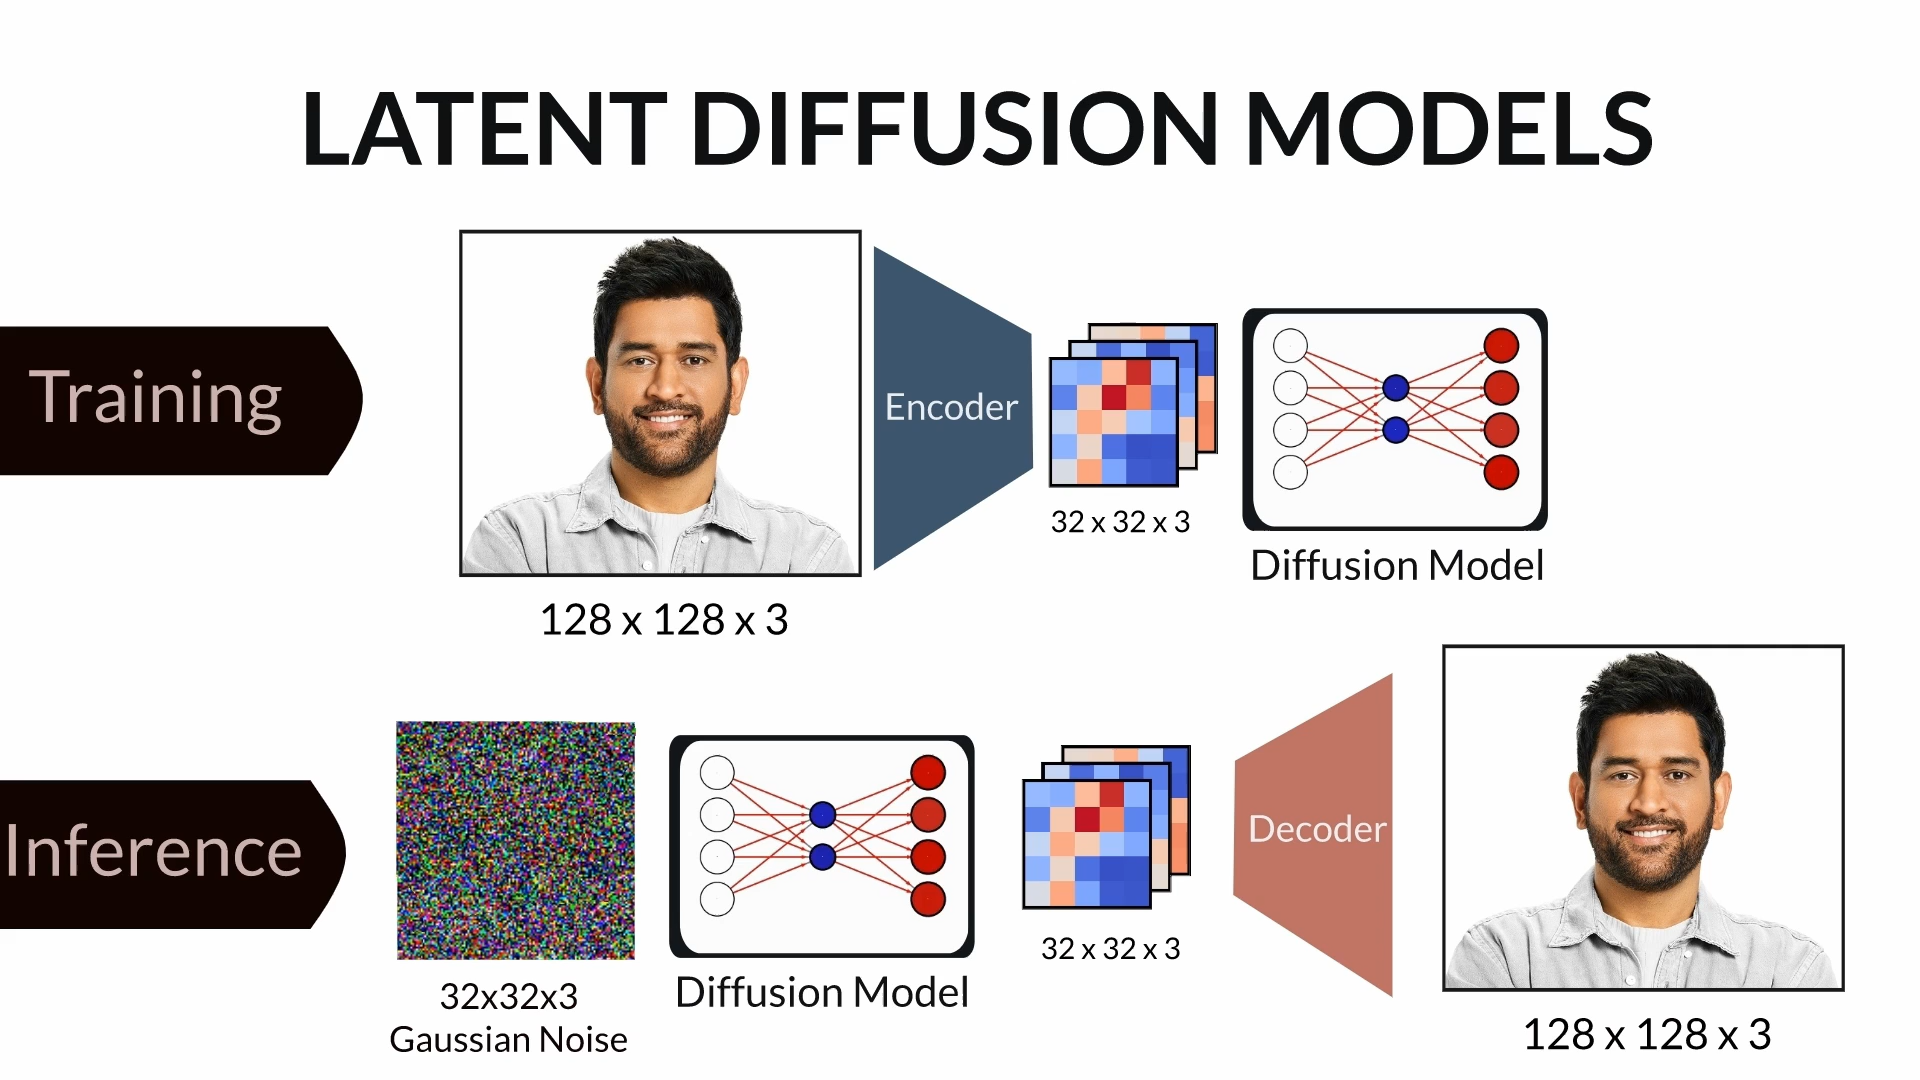 LATENT DIFFUSION MODELS
Training
Encoder
32 x 32 x 3
Diffusion Model
128 x 128 x 3
Inference
32x32x3
Gaussian Noise
Diffusion Model
32 x 32 x 3
Decoder
128 x 128 x 3